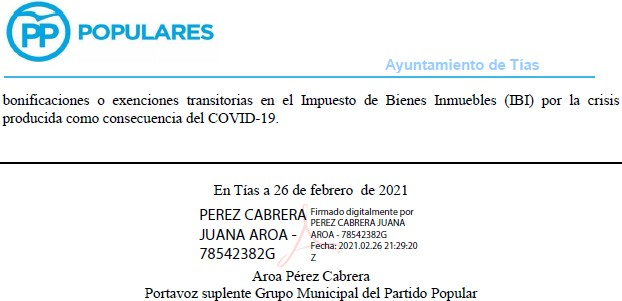 PP POPULARES
Ayuntamiento de Tías
bonificaciones o exenciones transitorias en el Impuesto de Bienes Inmuebles (IBI) por la crisis
producida como consecuencia del COVID-19.
En Tías a 26 de febrero de 2021
PEREZ CABRERA
JUANA AROA -
78542382G
Firmado digitalmente por
PEREZ CABRERA JUANA
AROA - 78542382G
Fecha: 2021.02.26 21:29:20
Z
Aroa Pérez Cabrera
Portavoz suplente Grupo Municipal del Partido Popular